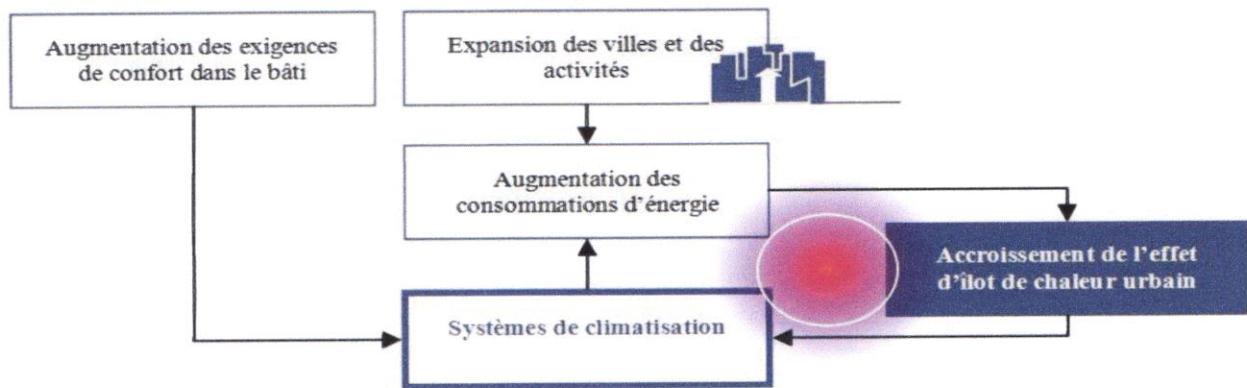 Augmentation des exigences
de confort dans le bâti
Expansion des villes et des
activités
Augmentation des
consommations d'énergie
Accroissement de l'effet
d'îlot de chaleur urbain
Systèmes de climatisation